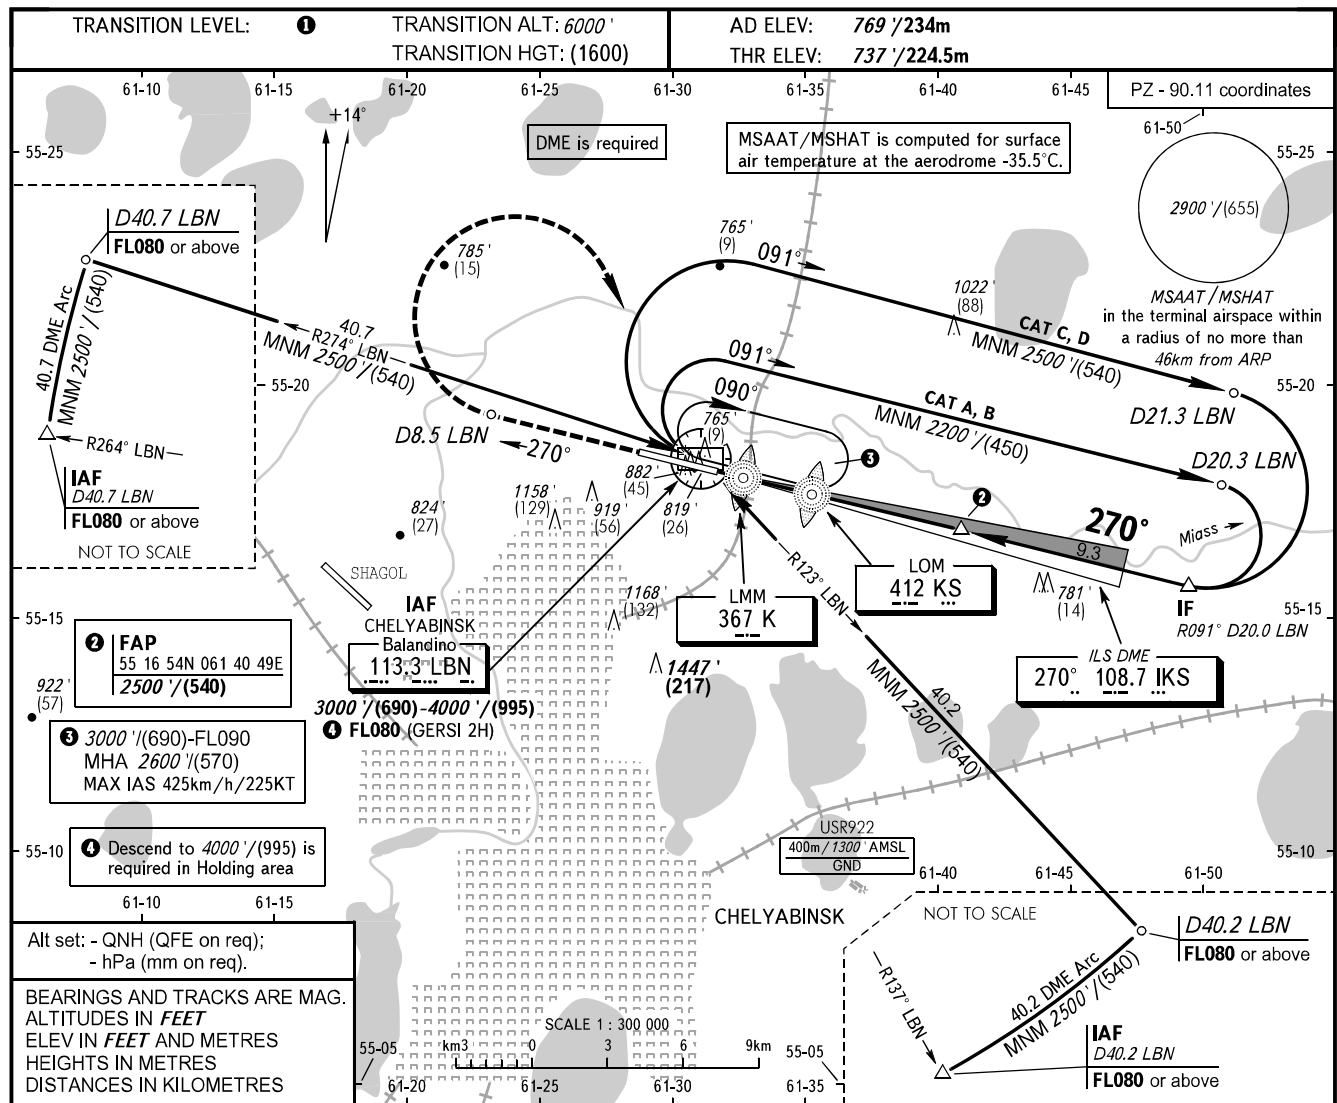 TRANSITION LEVEL: ❶
TRANSITION ALT: 6000 '
TRANSITION HGT: (1600)
AD ELEV: 769 '/234m
THR ELEV: 737 '/224.5m
61-10 61-15 61-20 61-25 61-30 61-35 61-40 61-45
PZ - 90.11 coordinates
61-50
+14°
DME is required
MSAAT/MSHAT is computed for surface
air temperature at the aerodrome -35.5°C.
55-25
55-25
2900 '/(655)
MSAAT / MSHAT
in the terminal airspace within
a radius of no more than
46km from ARP
D40.7 LBN
FL080 or above
40.7 DME Arc
MNM 2500 '/(540)
R264° LBN
IAF
D40.7 LBN
FL080 or above
NOT TO SCALE
785 '
(15)
765 '
(9)
091°
1022 '
(88)
CAT C, D
MNM 2500 '/(540)
40.7
R274° LBN
MNM 2500 '/(540)
55-20
55-20
091°
090°
CAT A, B
MNM 2200 '/(450)
D21.3 LBN
D20.3 LBN
765 '
(9)
D8.5 LBN
270°
❸
882 '
(45)
819 '
(26)
1158 '
(129)
919 '
(56)
824 '
(27)
❷
270°
9.3
Miass
SHAGOL
R123° LBN
LOM
412 KS
LMM
367 K
1168 '
(132)
781 '
(14)
IF
R091° D20.0 LBN
55-15
55-15
IAF
CHELYABINSK
Balandino
113.3 LBN
3000 '/(690)-4000 '/(995)
❹ FL080 (GERSI 2H)
1447 '
(217)
ILS DME
270° 108.7 IKS
❷ FAP
55 16 54N 061 40 49E
2500 '/(540)
922 '
(57)
❸ 3000 '/(690)-FL090
MHA 2600 '/(570)
MAX IAS 425km/h/225KT
40.2
MNM 2500 '/(540)
❹ Descend to 4000 '/(995) is
required in Holding area
USR922
400m/1300' AMSL
GND
55-10
55-10
61-10 61-15
61-40 61-45 61-50
CHELYABINSK
NOT TO SCALE
D40.2 LBN
FL080 or above
R137° LBN
40.2 DME Arc
MNM 2500 '/(540)
IAF
D40.2 LBN
FL080 or above
Alt set: - QNH (QFE on req);
- hPa (mm on req).
BEARINGS AND TRACKS ARE MAG.
ALTITUDES IN FEET
ELEV IN FEET AND METRES
HEIGHTS IN METRES
DISTANCES IN KILOMETRES
SCALE 1 : 300 000
km3 0 3 6 9km
55-05
55-05
61-20 61-25 61-30 61-35